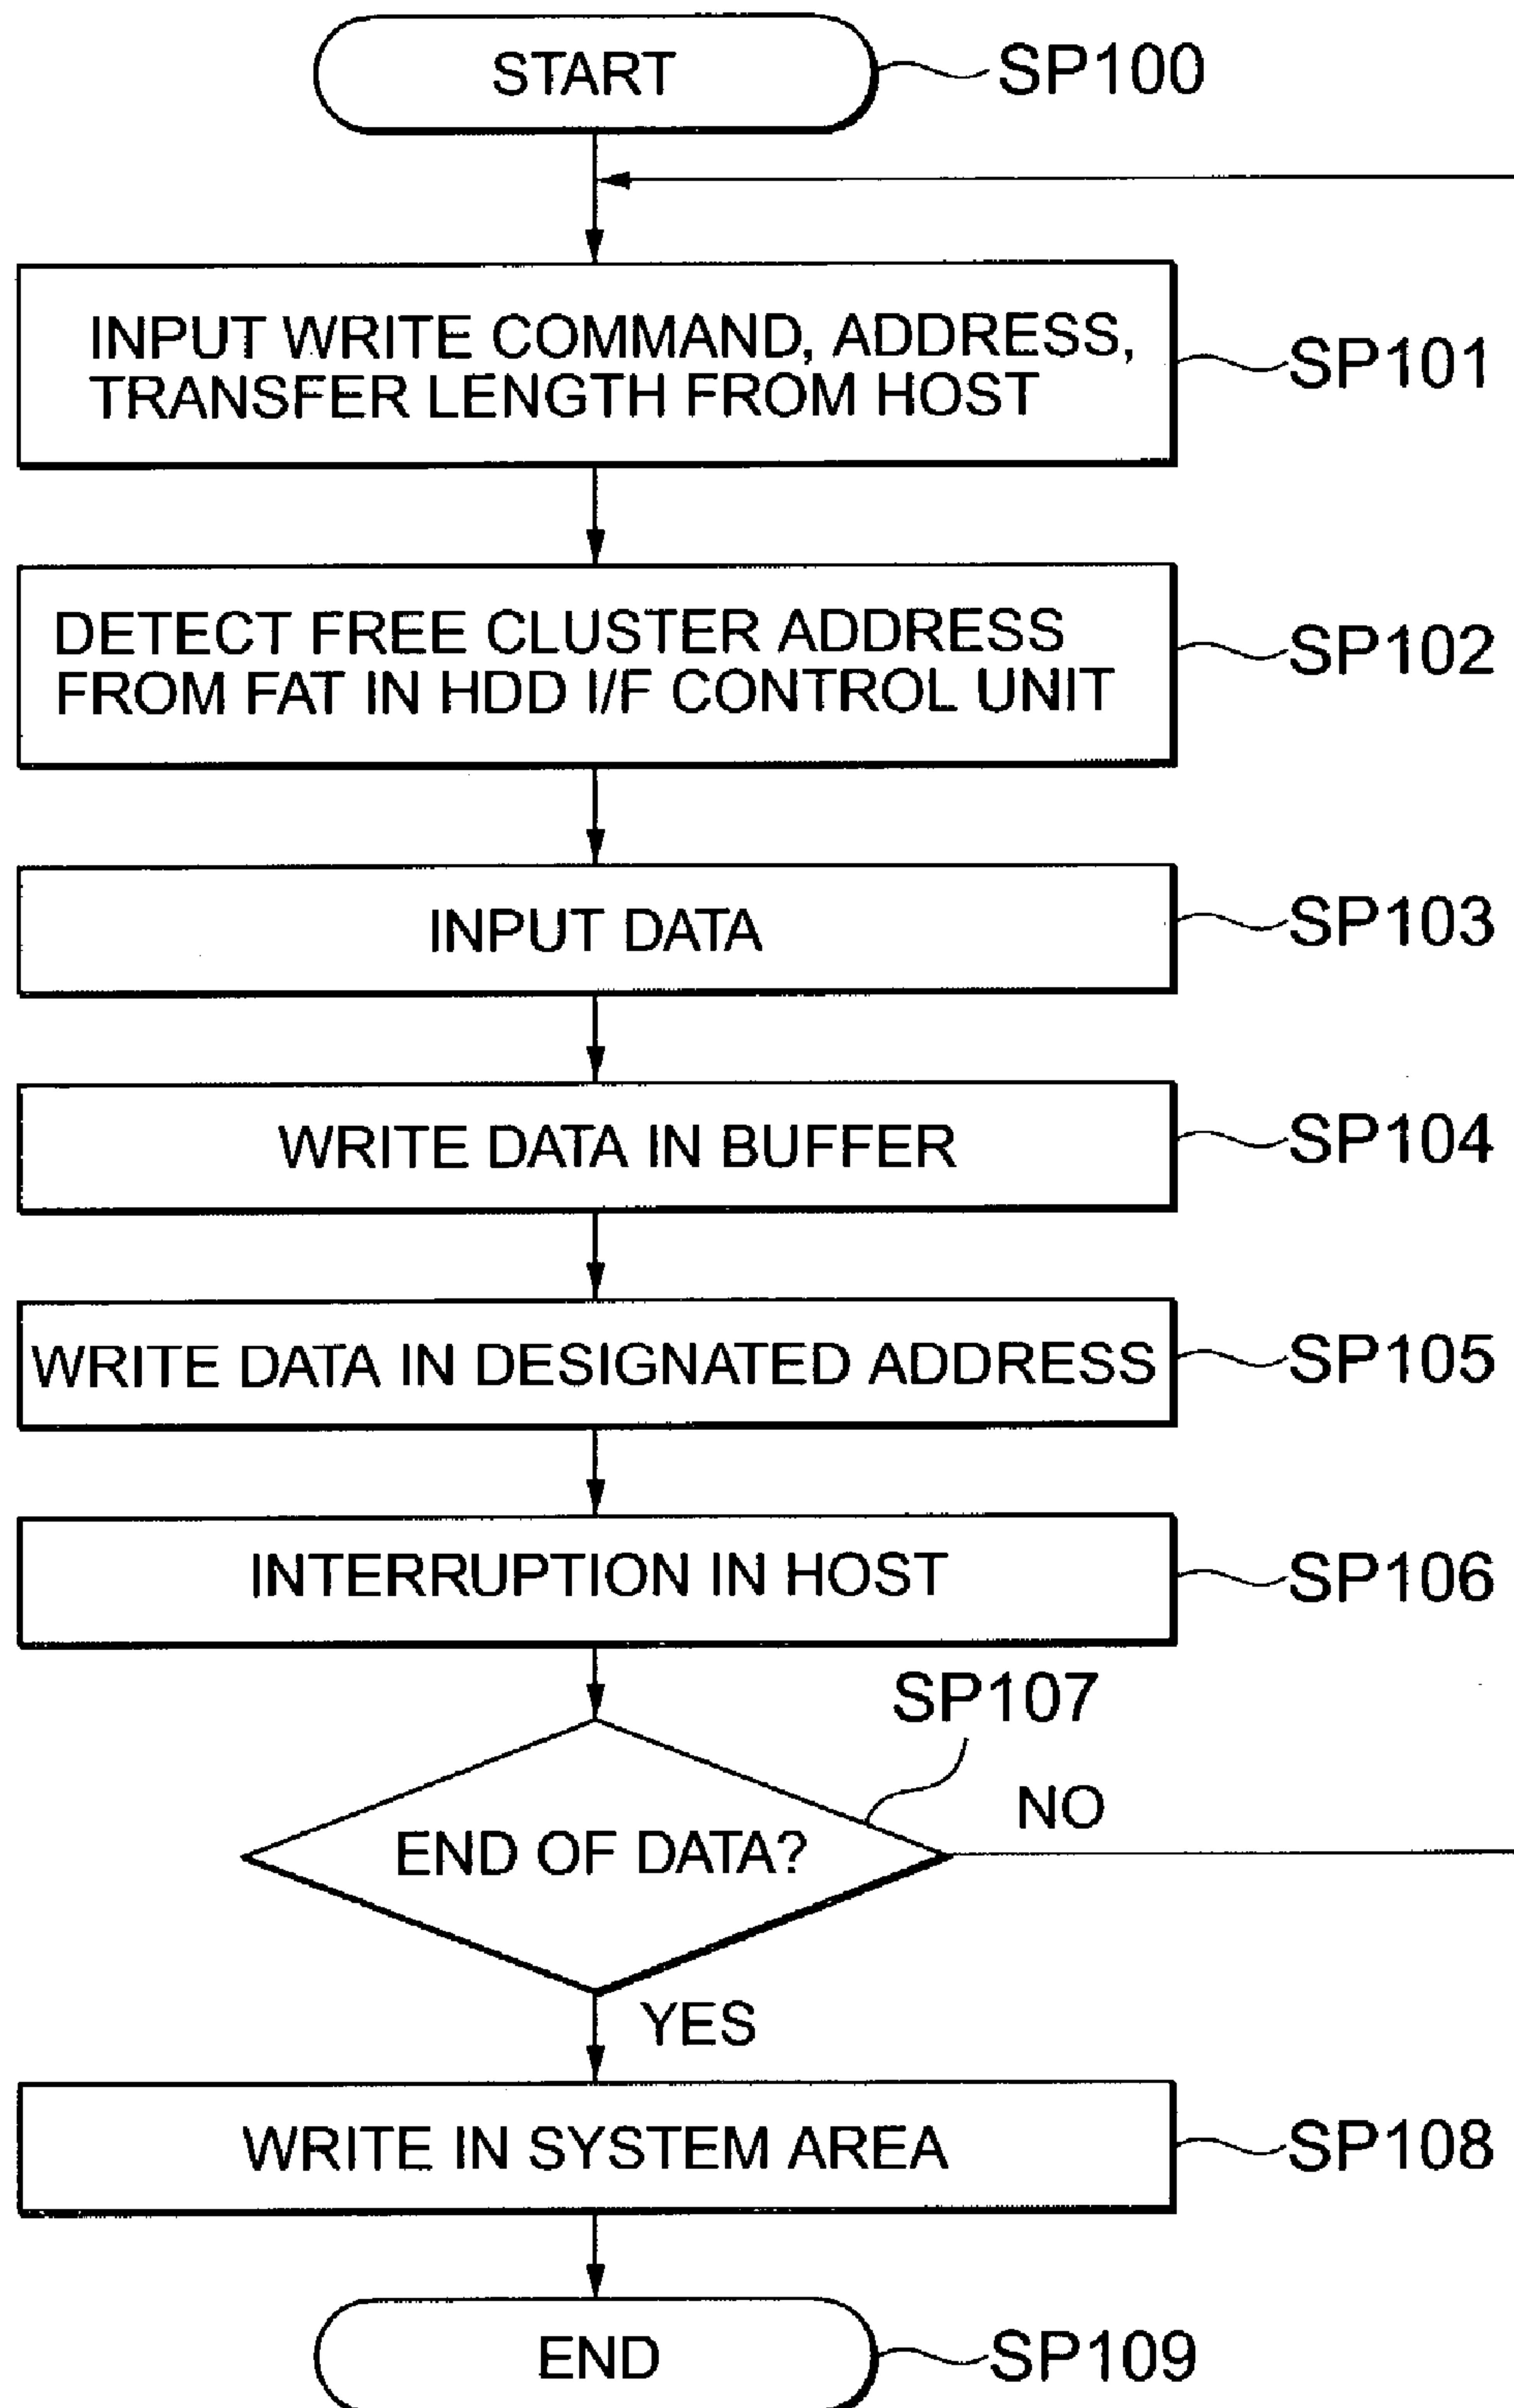 START
SP100
INPUT WRITE COMMAND, ADDRESS,
TRANSFER LENGTH FROM HOST
SP101
DETECT FREE CLUSTER ADDRESS
FROM FAT IN HDD I/F CONTROL UNIT
SP102
INPUT DATA
SP103
WRITE DATA IN BUFFER
SP104
WRITE DATA IN DESIGNATED ADDRESS
SP105
INTERRUPTION IN HOST
SP106
SP107
NO
END OF DATA?
YES
WRITE IN SYSTEM AREA
SP108
END
SP109